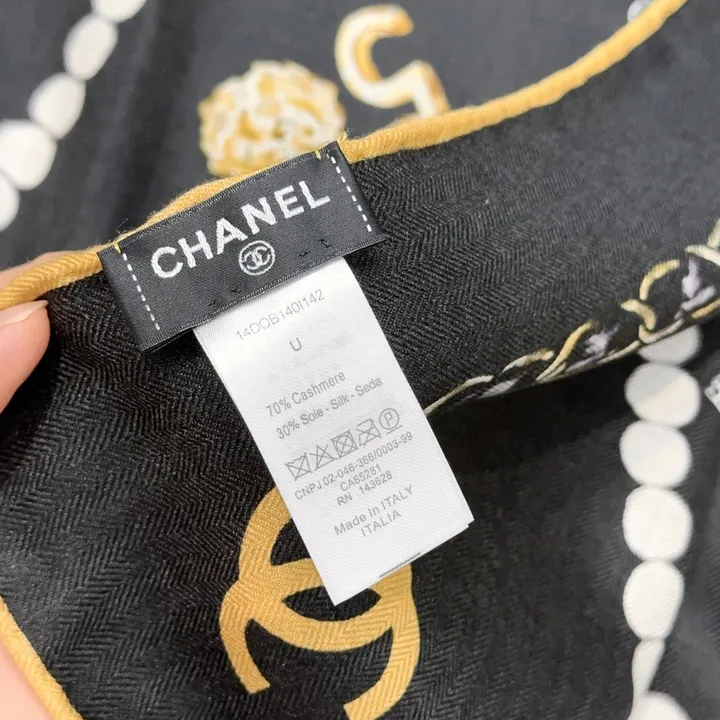 5
CHANEL
14DOB140I142
U
70% Cashmere
30% Soie - Silk - Seda
P
CNPJ 02-046-366/0003-99
CA65281
RN 143628
Made in ITALY
ITALIA